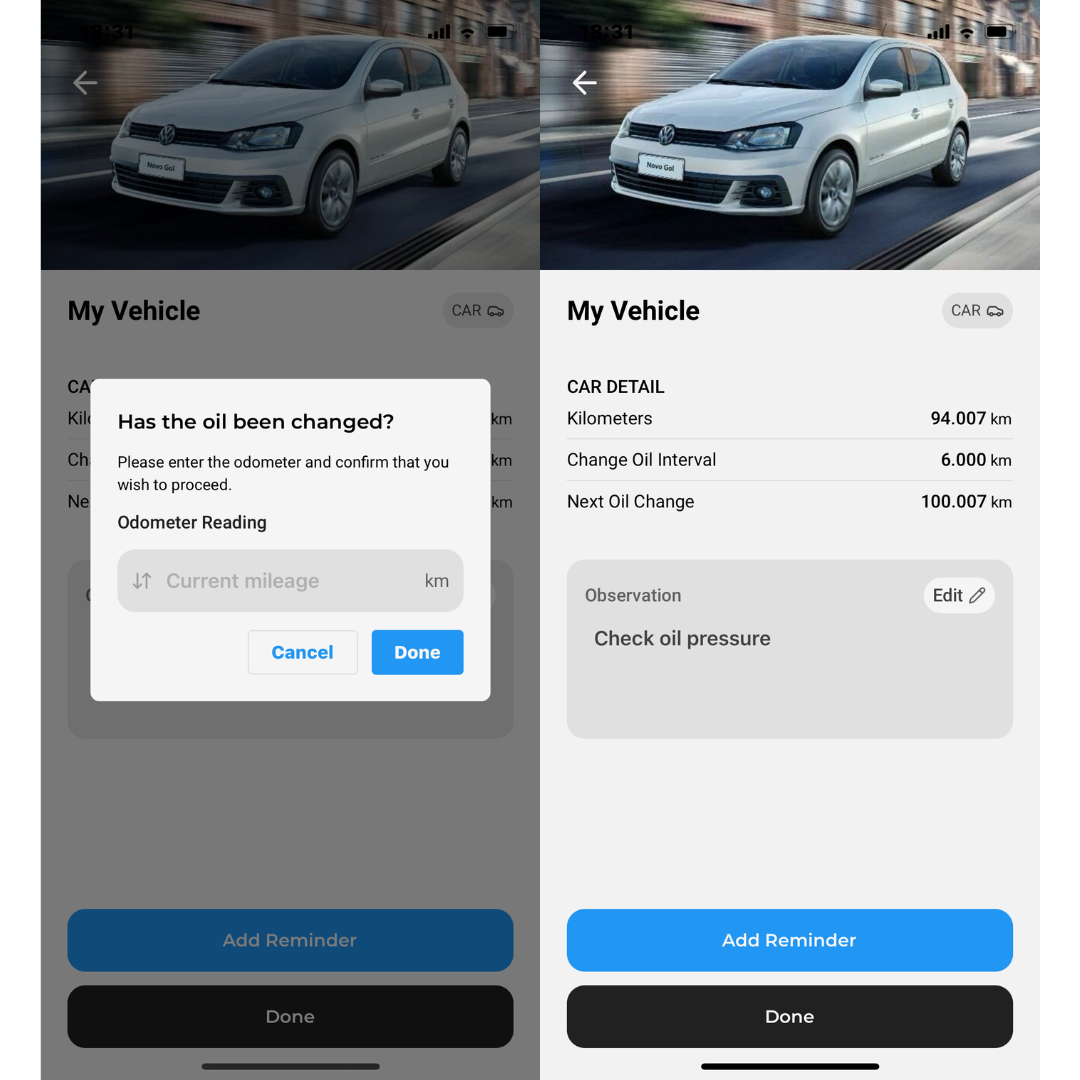 18:31
Novo Gol
My Vehicle
CAR
CA
Kil
km
Ch
km
Ne
km
Has the oil been changed?
Please enter the odometer and confirm that you
wish to proceed.
Odometer Reading
Current mileage km
Cancel Done
Add Reminder
Done
18:31
Novo Gol
My Vehicle
CAR
CAR DETAIL
Kilometers 94.007 km
Change Oil Interval 6.000 km
Next Oil Change 100.007 km
Observation Edit
Check oil pressure
Add Reminder
Done